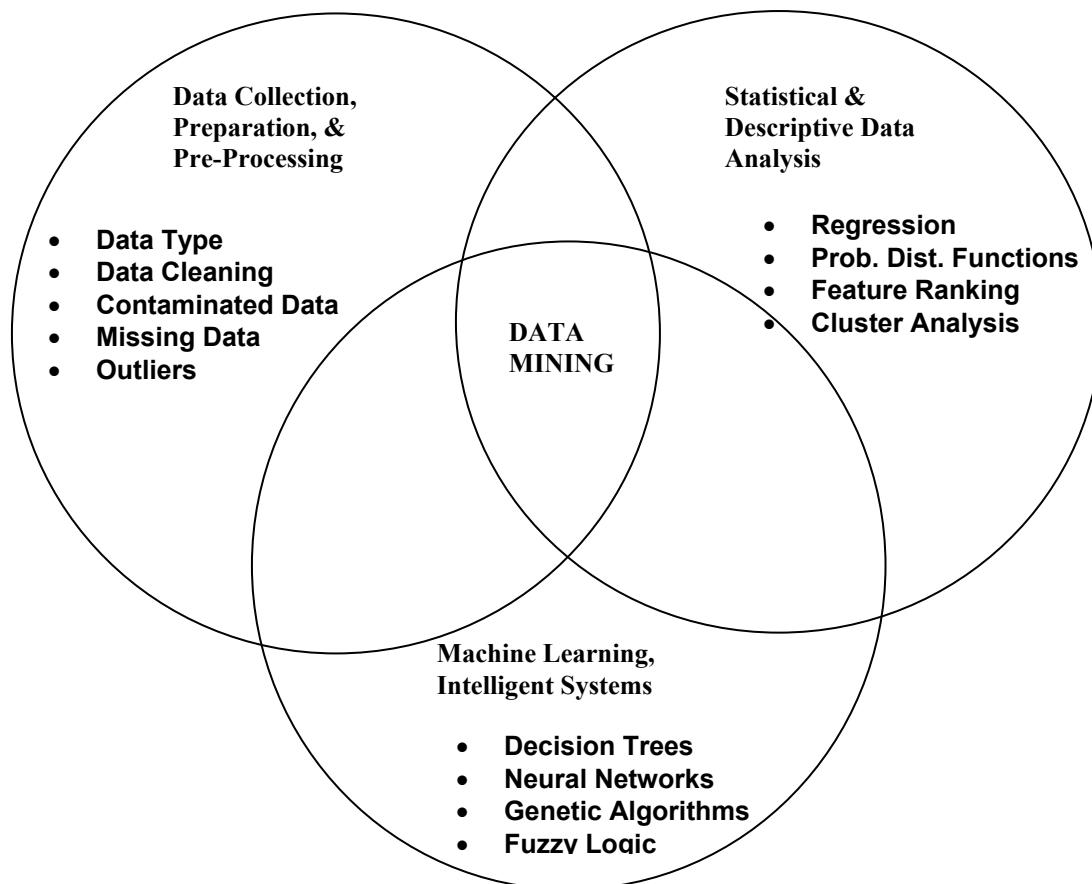 Data Collection,
Preparation, &
Pre-Processing
• Data Type
• Data Cleaning
• Contaminated Data
• Missing Data
• Outliers
Statistical &
Descriptive Data
Analysis
• Regression
• Prob. Dist. Functions
• Feature Ranking
• Cluster Analysis
DATA
MINING
Machine Learning,
Intelligent Systems
• Decision Trees
• Neural Networks
• Genetic Algorithms
• Fuzzy Logic